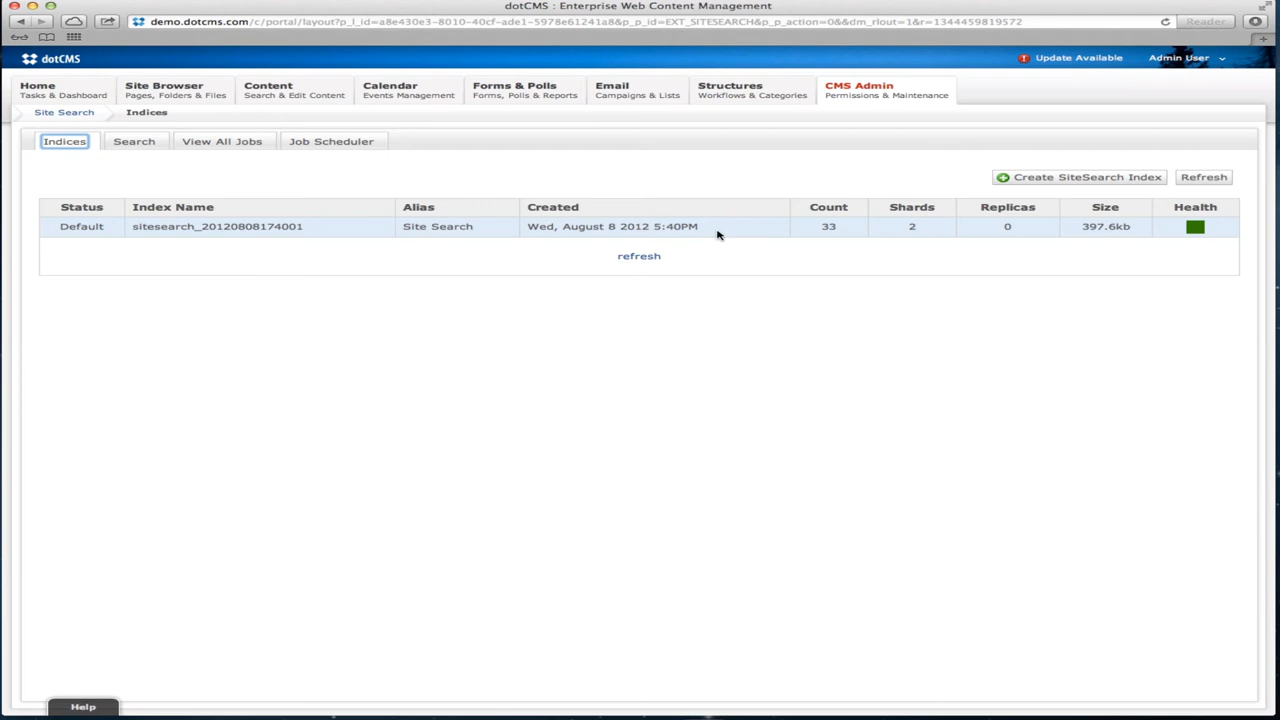 dotCMS : Enterprise Web Content Management
demo.dotcms.com/c/portal/layout?p_l_id=a8e430e3-8010-40cf-ade1-5978e61241a8&p_p_id=EXT_SITESEARCH&p_p_action=0&&dm_rlout=1&r=1344459819572
Reader
dotCMS
Update Available
Admin User
Home Site Browser Content Calendar Forms & Polls Email Structures CMS Admin
Tasks & Dashboard Pages, Folders & Files Search & Edit Content Events Management Forms, Polls & Reports Campaigns & Lists Workflows & Categories Permissions & Maintenance
Site Search Indices
Indices Search View All Jobs Job Scheduler
Create SiteSearch Index Refresh
Status Index Name Alias Created Count Shards Replicas Size Health
Default sitesearch_20120808174001 Site Search Wed, August 8 2012 5:40PM 33 2 0 397.6kb
refresh
Help